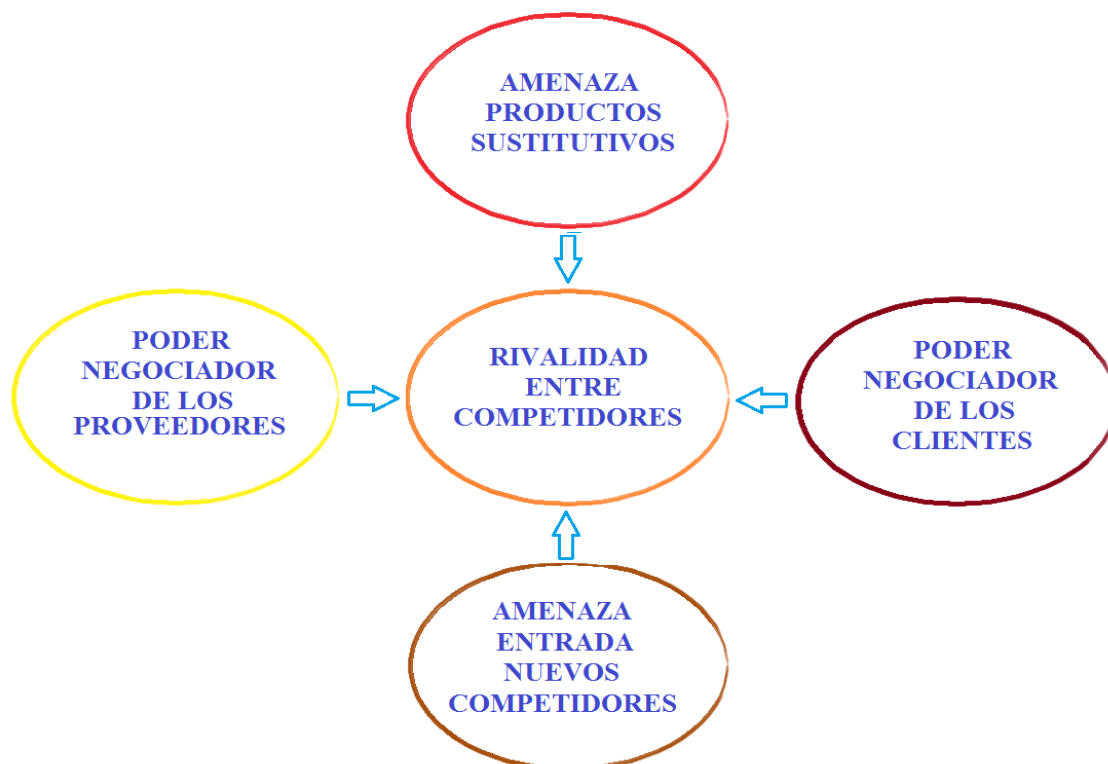 AMENAZA
PRODUCTOS
SUSTITUTIVOS
PODER
NEGOCIADOR
DE LOS
PROVEEDORES
RIVALIDAD
ENTRE
COMPETIDORES
PODER
NEGOCIADOR
DE LOS
CLIENTES
AMENAZA
ENTRADA
NUEVOS
COMPETIDORES